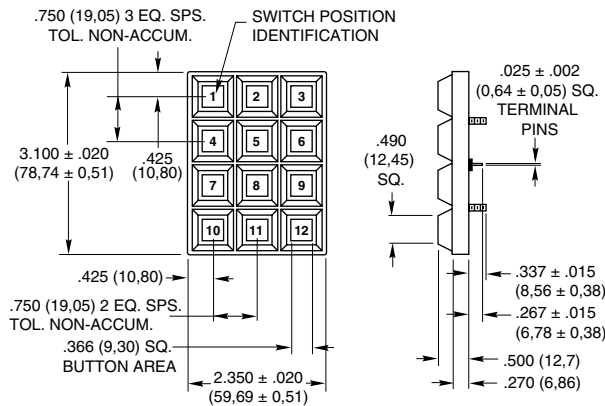 .750 (19,05) 3 EQ. SPS.
TOL. NON-ACCUM.
SWITCH POSITION
IDENTIFICATION
1 2 3
4 5 6
7 8 9
10 11 12
3.100 ± .020
(78,74 ± 0,51)
.425
(10,80)
.425 (10,80)
.750 (19,05) 2 EQ. SPS.
TOL. NON-ACCUM.
.366 (9,30) SQ.
BUTTON AREA
2.350 ± .020
(59,69 ± 0,51)
.025 ± .002
(0,64 ± 0,05) SQ.
TERMINAL
PINS
.490
(12,45)
SQ.
.337 ± .015
(8,56 ± 0,38)
.267 ± .015
(6,78 ± 0,38)
.500 (12,7)
.270 (6,86)